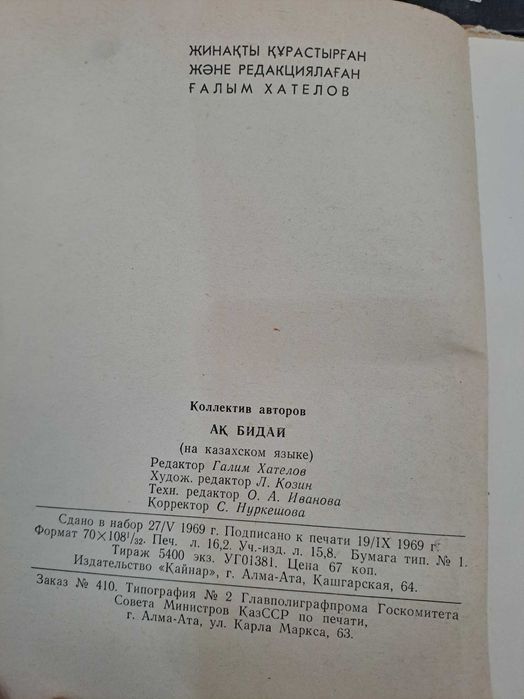 ЖИНАҚТЫ ҚҰРАСТЫРҒАН
ЖӘНЕ РЕДАКЦИЯЛАҒАН
ҒАЛЫМ ХАТЕЛОВ
Коллектив авторов
АҚ БИДАЙ
(на казахском языке)
Редактор Галим Хателов
Худож. редактор Л. Козин
Техн. редактор О. А. Иванова
Корректор С. Нуркешова
Сдано в набор 27/V 1969 г. Подписано к печати 19/IX 1969 г.
Формат 70×108¹/₃₂. Печ. л. 16,2. Уч.-изд. л. 15,8. Бумага тип. № 1.
Тираж 5400 экз. УГ01381. Цена 67 коп.
Издательство «Қайнар», г. Алма-Ата, Қашгарская, 64.
Заказ № 410. Типография № 2 Главполиграфпрома Госкомитета
Совета Министров КазССР по печати,
г. Алма-Ата, ул. Карла Маркса, 63.